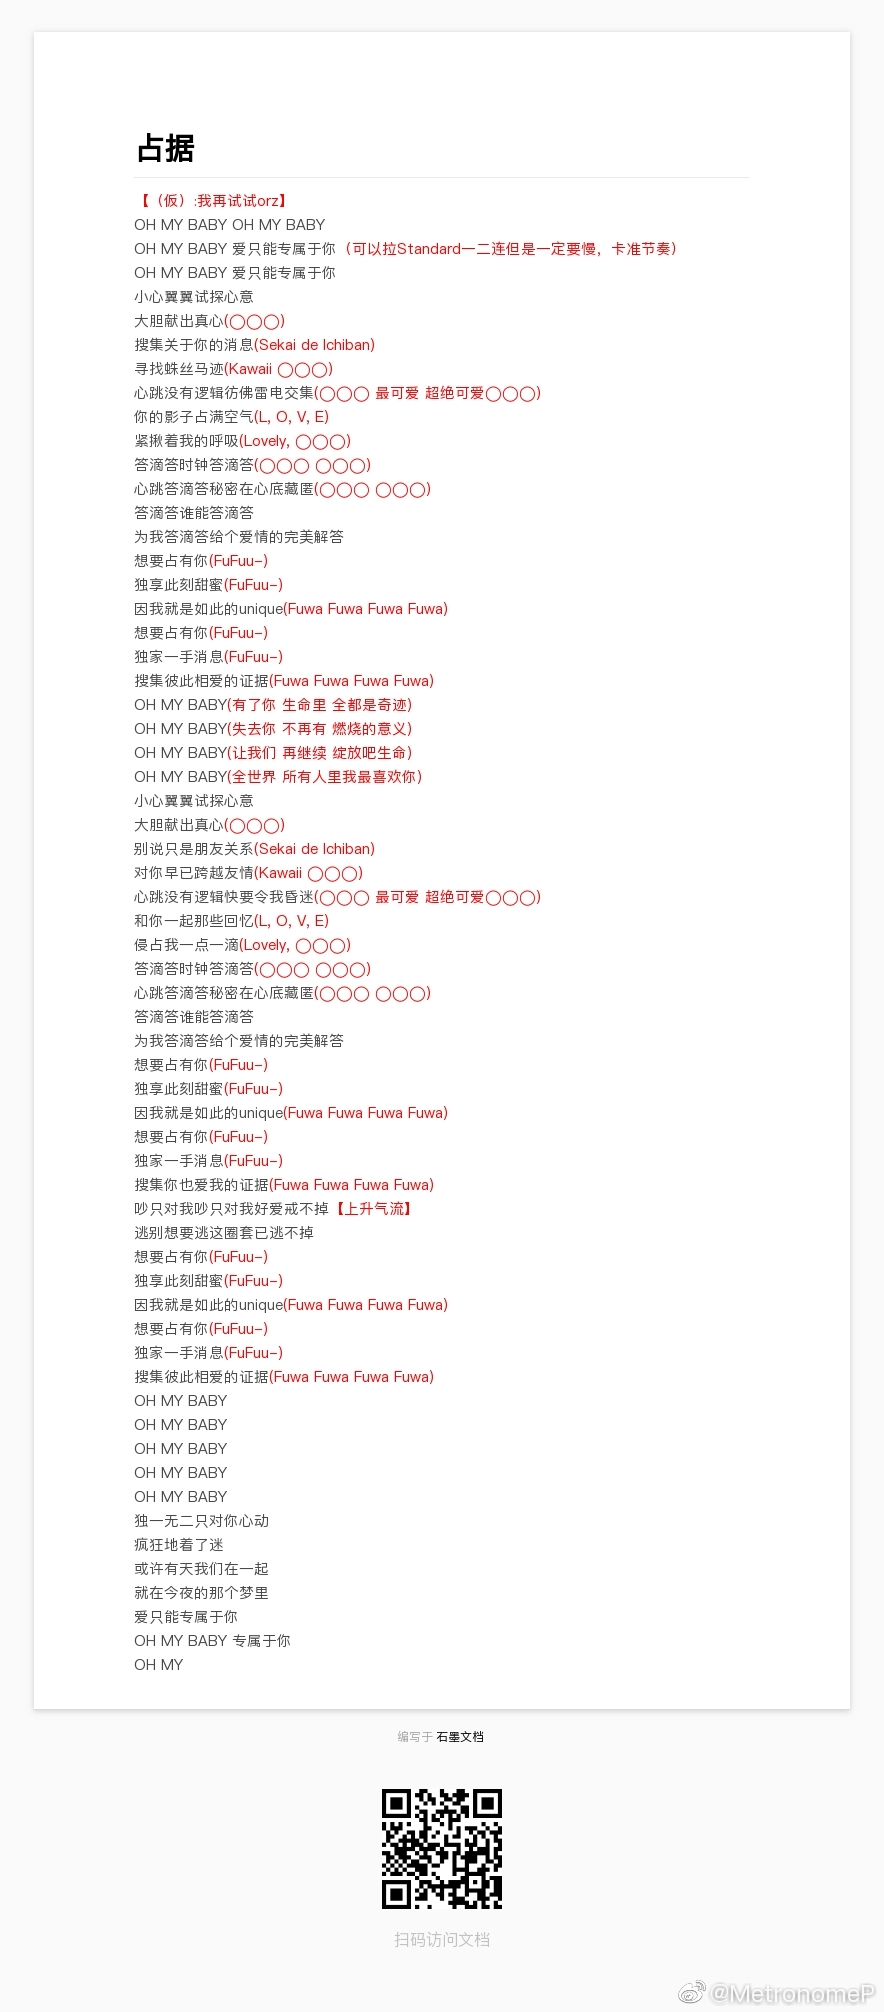 占据
【（仮）:我再试试orz】
OH MY BABY OH MY BABY
OH MY BABY 爱只能专属于你（可以拉Standard一二连但是一定要慢，卡准节奏）
OH MY BABY 爱只能专属于你
小心翼翼试探心意
大胆献出真心(◯◯◯)
搜集关于你的消息(Sekai de Ichiban)
寻找蛛丝马迹(Kawaii ◯◯◯)
心跳没有逻辑彷佛雷电交集(◯◯◯ 最可爱 超绝可爱◯◯◯)
你的影子占满空气(L, O, V, E)
紧揪着我的呼吸(Lovely, ◯◯◯)
答滴答时钟答滴答(◯◯◯ ◯◯◯)
心跳答滴答秘密在心底藏匿(◯◯◯ ◯◯◯)
答滴答谁能答滴答
为我答滴答给个爱情的完美解答
想要占有你(FuFuu-)
独享此刻甜蜜(FuFuu-)
因我就是如此的unique(Fuwa Fuwa Fuwa Fuwa)
想要占有你(FuFuu-)
独家一手消息(FuFuu-)
搜集彼此相爱的证据(Fuwa Fuwa Fuwa Fuwa)
OH MY BABY(有了你 生命里 全都是奇迹)
OH MY BABY(失去你 不再有 燃烧的意义)
OH MY BABY(让我们 再继续 绽放吧生命)
OH MY BABY(全世界 所有人里我最喜欢你)
小心翼翼试探心意
大胆献出真心(◯◯◯)
别说只是朋友关系(Sekai de Ichiban)
对你早已跨越友情(Kawaii ◯◯◯)
心跳没有逻辑快要令我昏迷(◯◯◯ 最可爱 超绝可爱◯◯◯)
和你一起那些回忆(L, O, V, E)
侵占我一点一滴(Lovely, ◯◯◯)
答滴答时钟答滴答(◯◯◯ ◯◯◯)
心跳答滴答秘密在心底藏匿(◯◯◯ ◯◯◯)
答滴答谁能答滴答
为我答滴答给个爱情的完美解答
想要占有你(FuFuu-)
独享此刻甜蜜(FuFuu-)
因我就是如此的unique(Fuwa Fuwa Fuwa Fuwa)
想要占有你(FuFuu-)
独家一手消息(FuFuu-)
搜集你也爱我的证据(Fuwa Fuwa Fuwa Fuwa)
吵只对我吵只对我好爱戒不掉【上升气流】
逃别想要逃这圈套已逃不掉
想要占有你(FuFuu-)
独享此刻甜蜜(FuFuu-)
因我就是如此的unique(Fuwa Fuwa Fuwa Fuwa)
想要占有你(FuFuu-)
独家一手消息(FuFuu-)
搜集彼此相爱的证据(Fuwa Fuwa Fuwa Fuwa)
OH MY BABY
OH MY BABY
OH MY BABY
OH MY BABY
OH MY BABY
独一无二只对你心动
疯狂地着了迷
或许有天我们在一起
就在今夜的那个梦里
爱只能专属于你
OH MY BABY 专属于你
OH MY
编写于 石墨文档
扫码访问文档
@MetronomeP